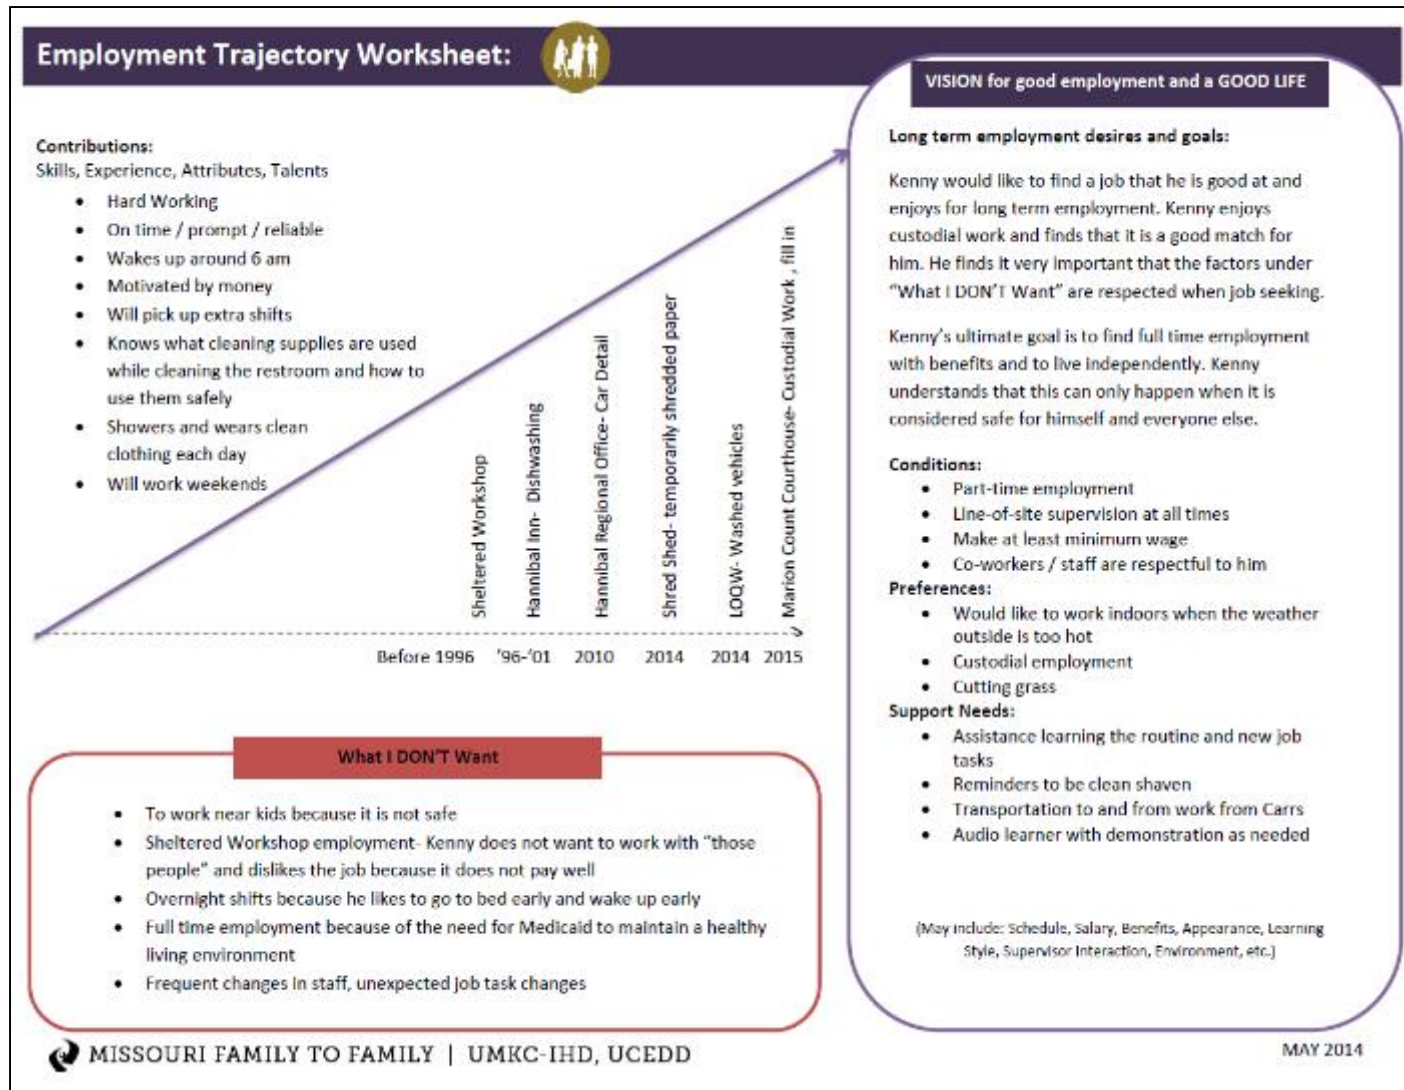 Employment Trajectory Worksheet:
Contributions:
Skills, Experience, Attributes, Talents
• Hard Working
• On time / prompt / reliable
• Wakes up around 6 am
• Motivated by money
• Will pick up extra shifts
• Knows what cleaning supplies are used
while cleaning the restroom and how to
use them safely
• Showers and wears clean
clothing each day
• Will work weekends
Sheltered Workshop
Hannibal Inn- Dishwashing
Hannibal Regional Office- Car Detail
Shred Shed- temporarily shredded paper
LOQW- Washed vehicles
Marion Count Courthouse- Custodial Work , fill in
Before 1996 '96-'01 2010 2014 2014 2015
What I DON'T Want
• To work near kids because it is not safe
• Sheltered Workshop employment- Kenny does not want to work with "those
people" and dislikes the job because it does not pay well
• Overnight shifts because he likes to go to bed early and wake up early
• Full time employment because of the need for Medicaid to maintain a healthy
living environment
• Frequent changes in staff, unexpected job task changes
VISION for good employment and a GOOD LIFE
Long term employment desires and goals:
Kenny would like to find a job that he is good at and
enjoys for long term employment. Kenny enjoys
custodial work and finds that it is a good match for
him. He finds it very important that the factors under
"What I DON'T Want" are respected when job seeking.
Kenny's ultimate goal is to find full time employment
with benefits and to live independently. Kenny
understands that this can only happen when it is
considered safe for himself and everyone else.
Conditions:
• Part-time employment
• Line-of-site supervision at all times
• Make at least minimum wage
• Co-workers / staff are respectful to him
Preferences:
• Would like to work indoors when the weather
outside is too hot
• Custodial employment
• Cutting grass
Support Needs:
• Assistance learning the routine and new job
tasks
• Reminders to be clean shaven
• Transportation to and from work from Carrs
• Audio learner with demonstration as needed
(May include: Schedule, Salary, Benefits, Appearance, Learning
Style, Supervisor Interaction, Environment, etc.)
MISSOURI FAMILY TO FAMILY | UMKC-IHD, UCEDD
MAY 2014